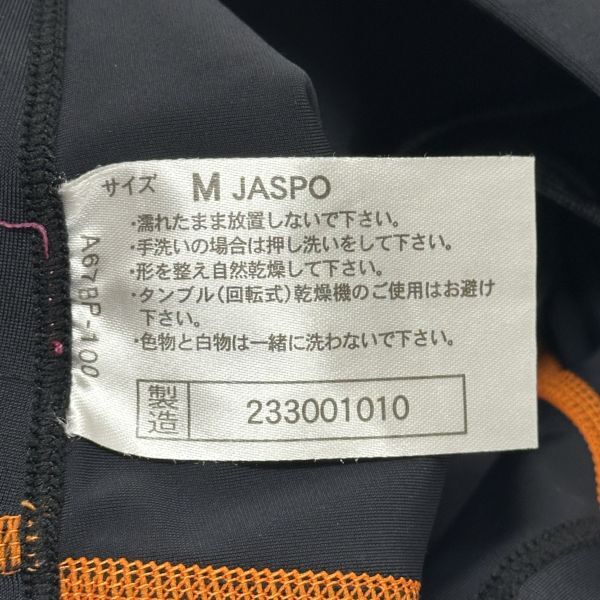 サイズ M JASPO
・濡れたまま放置しないで下さい。
・手洗いの場合は押し洗いをして下さい。
・形を整え自然乾燥して下さい。
・タンブル(回転式)乾燥機のご使用はお避け
下さい。
・色物と白物は一緒に洗わないで下さい。
製造 233001010
A67BP-100